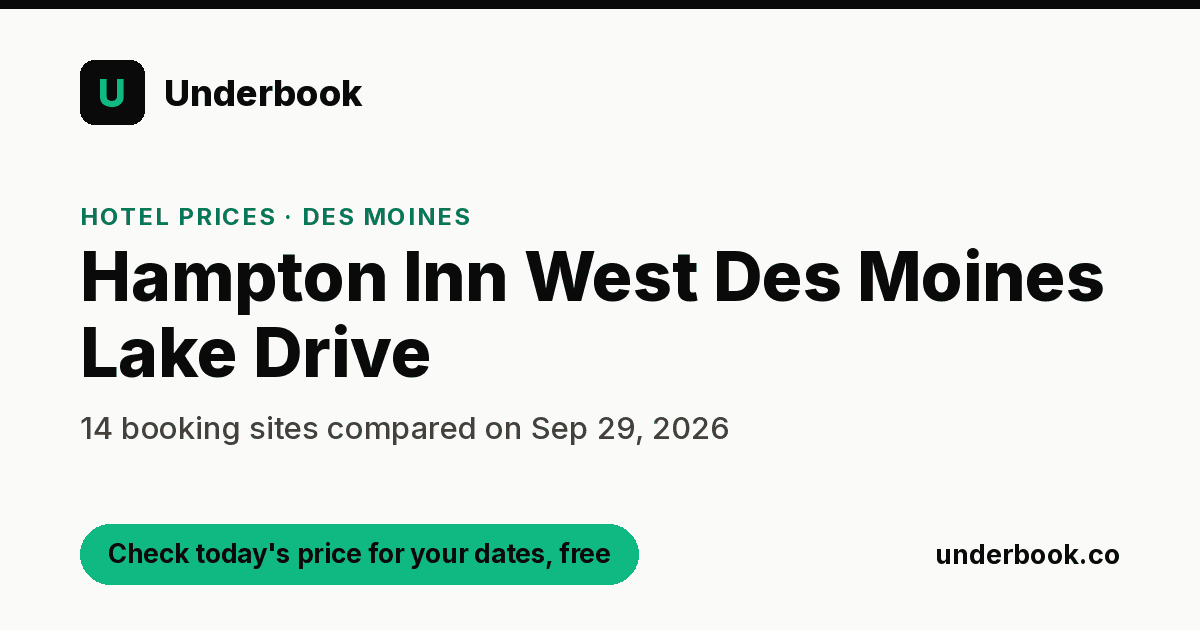 U Underbook
HOTEL PRICES · DES MOINES
Hampton Inn West Des Moines
Lake Drive
14 booking sites compared on Sep 29, 2026
Check today's price for your dates, free
underbook.co